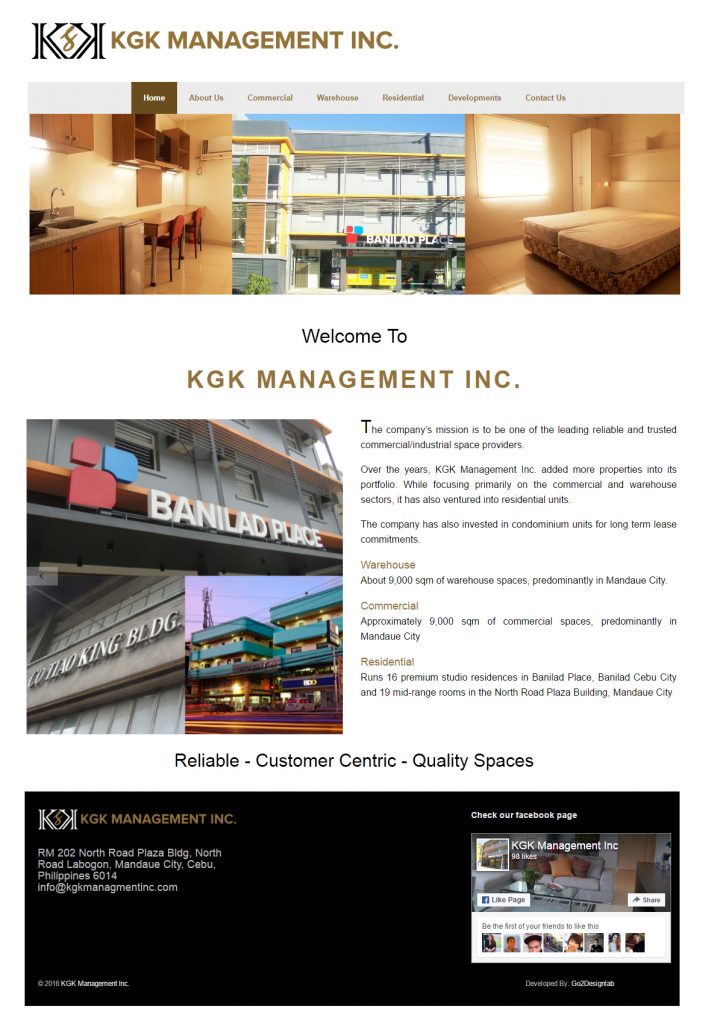 K&K KGK MANAGEMENT INC.
Home About Us Commercial Warehouse Residential Developments Contact Us
BANILAD PLACE
Welcome To
KGK MANAGEMENT INC.
BANILAD PLACE
CO TIAO KING BLDG.
The company's mission is to be one of the leading reliable and trusted
commercial/industrial space providers.
Over the years, KGK Management Inc. added more properties into its
portfolio. While focusing primarily on the commercial and warehouse
sectors, it has also ventured into residential units.
The company has also invested in condominium units for long term lease
commitments.
Warehouse
About 9,000 sqm of warehouse spaces, predominantly in Mandaue City.
Commercial
Approximately 9,000 sqm of commercial spaces, predominantly in
Mandaue City
Residential
Runs 16 premium studio residences in Banilad Place, Banilad Cebu City
and 19 mid-range rooms in the North Road Plaza Building, Mandaue City
Reliable - Customer Centric - Quality Spaces
K&K KGK MANAGEMENT INC.
RM 202 North Road Plaza Bldg, North
Road Labogon, Mandaue City, Cebu,
Philippines 6014
info@kgkmanagmentinc.com
Check our facebook page
KGK Management Inc
98 likes
Like Page Share
Be the first of your friends to like this
© 2016 KGK Management Inc.
Developed By: Go2Designlab